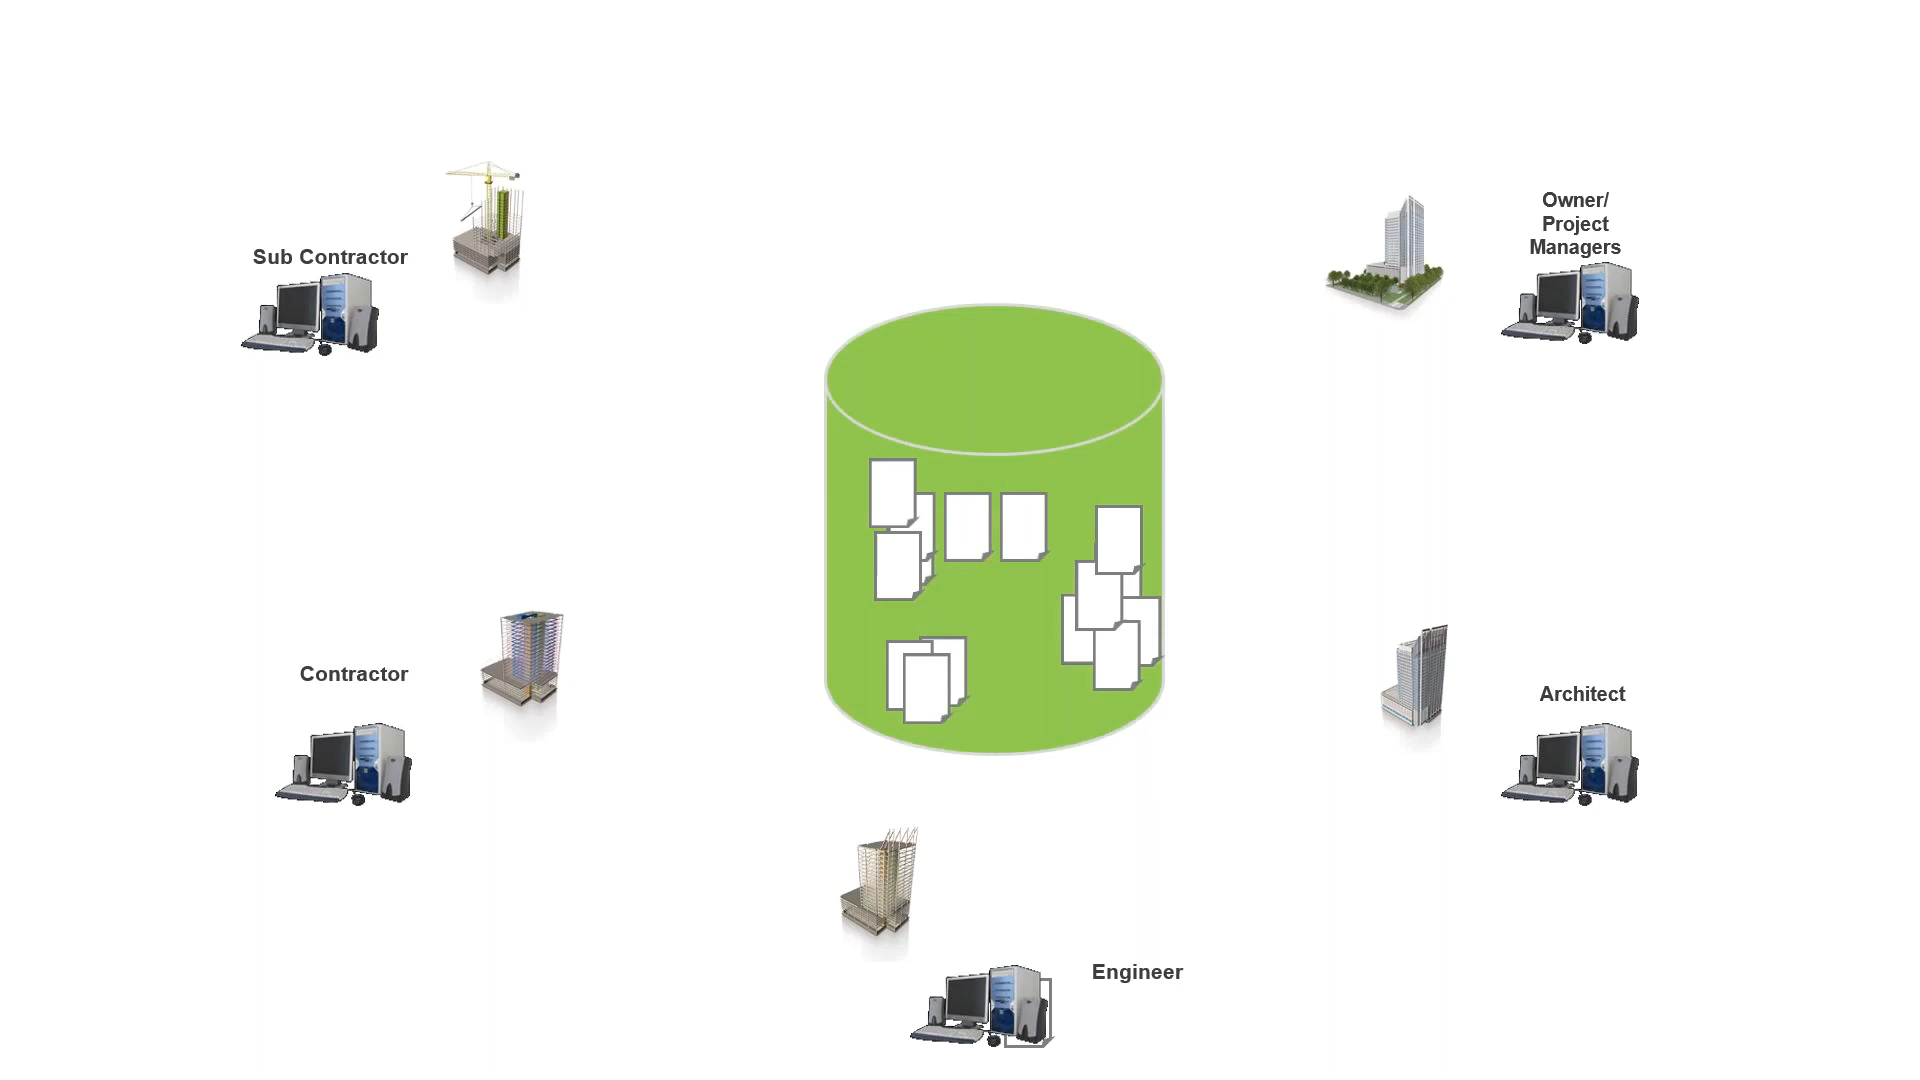 Owner/
Project
Managers
Sub Contractor
Contractor
Architect
Engineer